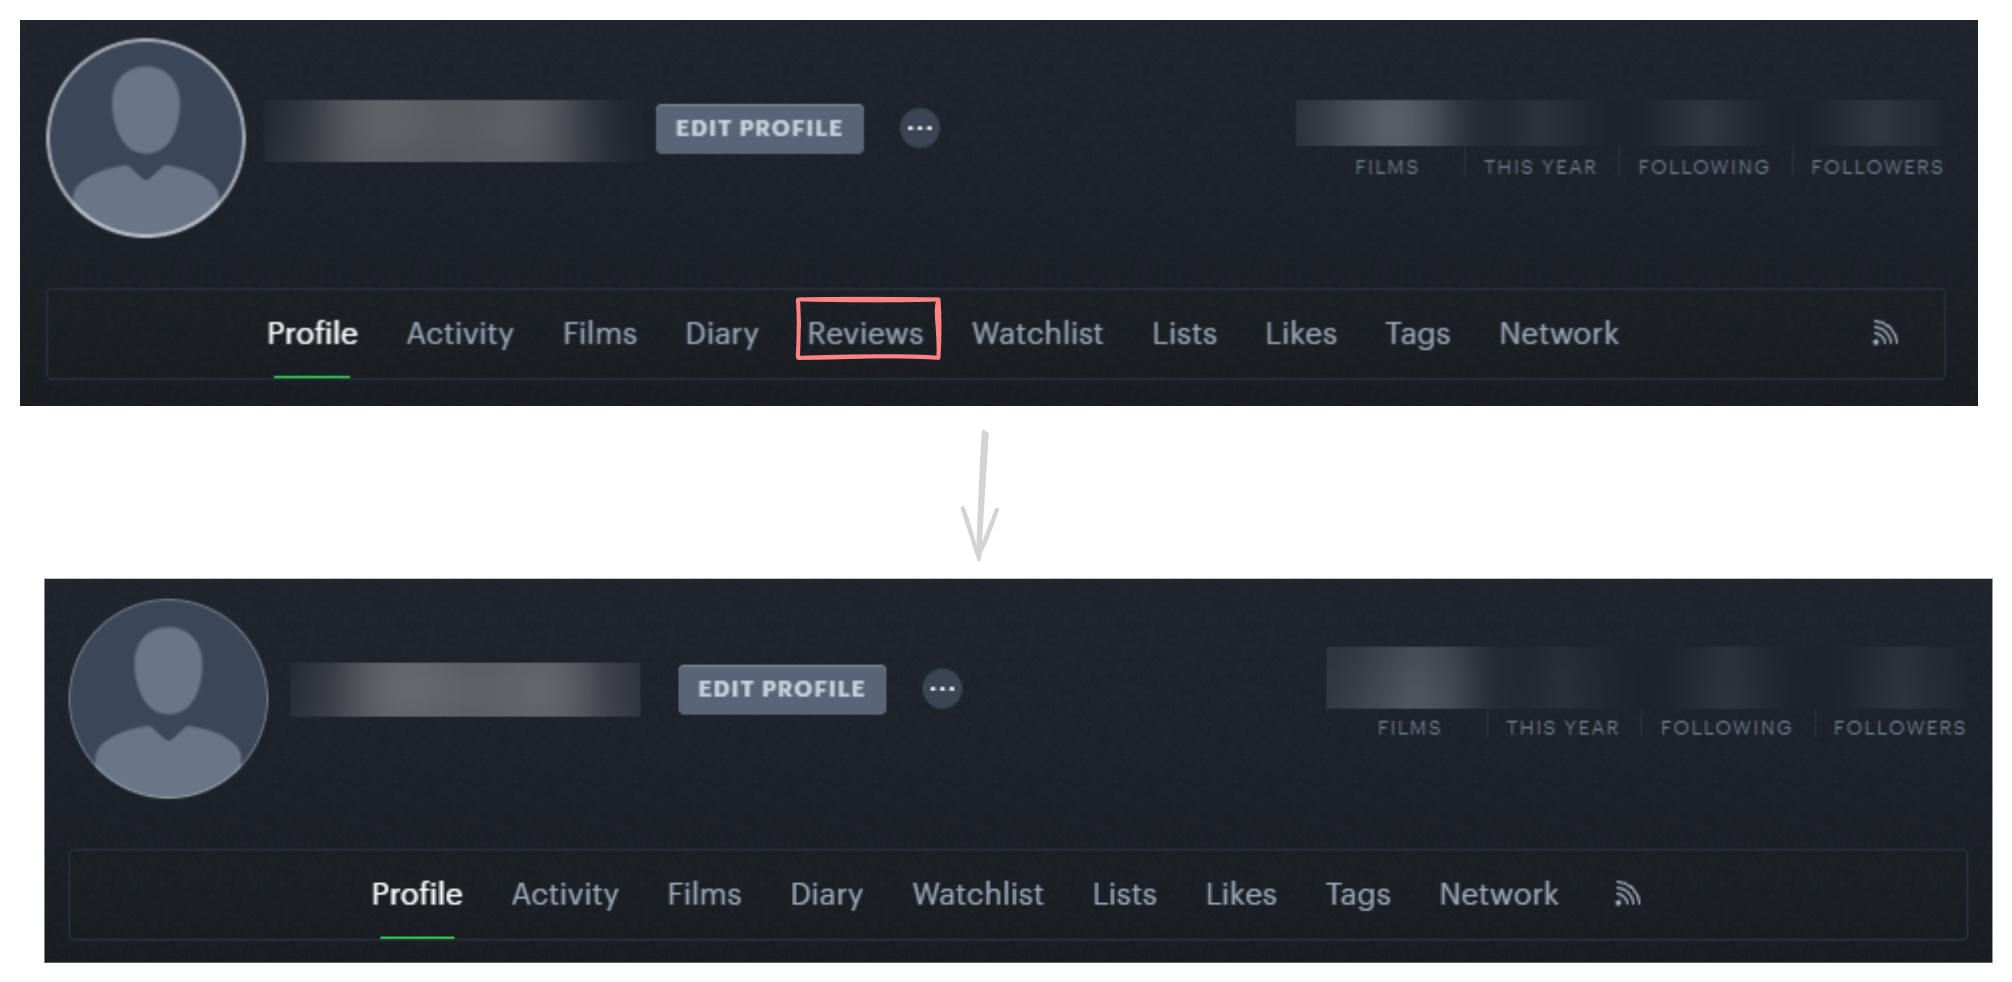 EDIT PROFILE
FILMS THIS YEAR FOLLOWING FOLLOWERS
Profile Activity Films Diary Reviews Watchlist Lists Likes Tags Network
EDIT PROFILE
FILMS THIS YEAR FOLLOWING FOLLOWERS
Profile Activity Films Diary Watchlist Lists Likes Tags Network